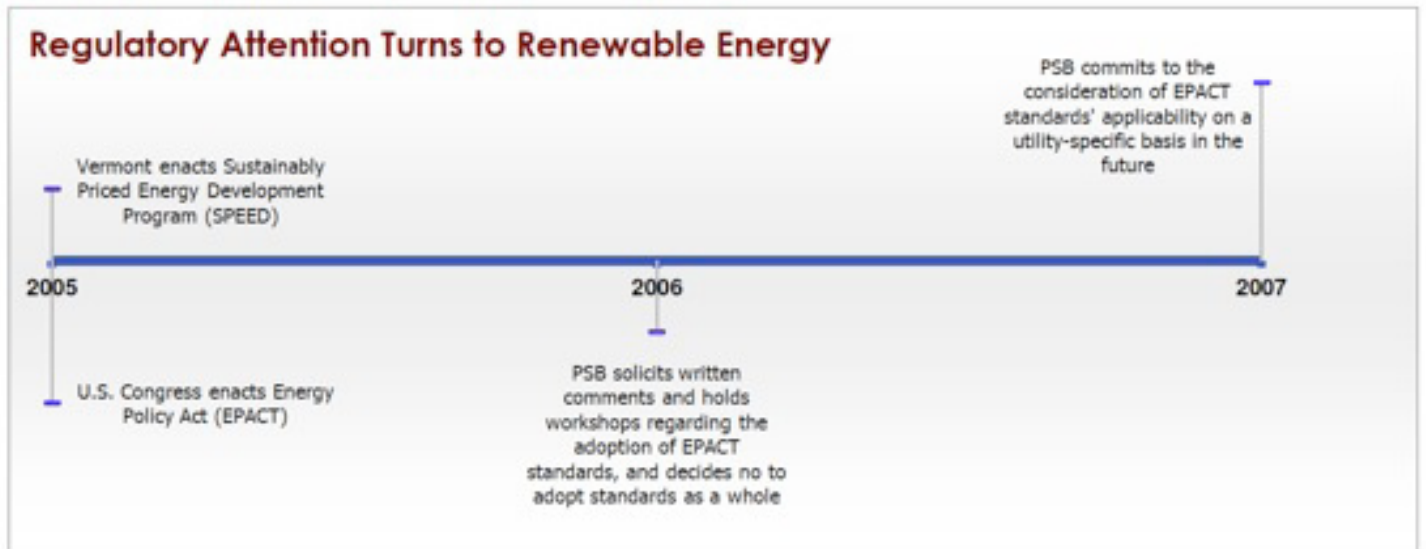 Regulatory Attention Turns to Renewable Energy
PSB commits to the
consideration of EPACT
standards' applicability on a
utility-specific basis in the
future
Vermont enacts Sustainably
Priced Energy Development
Program (SPEED)
2005
2006
2007
U.S. Congress enacts Energy
Policy Act (EPACT)
PSB solicits written
comments and holds
workshops regarding the
adoption of EPACT
standards, and decides no to
adopt standards as a whole